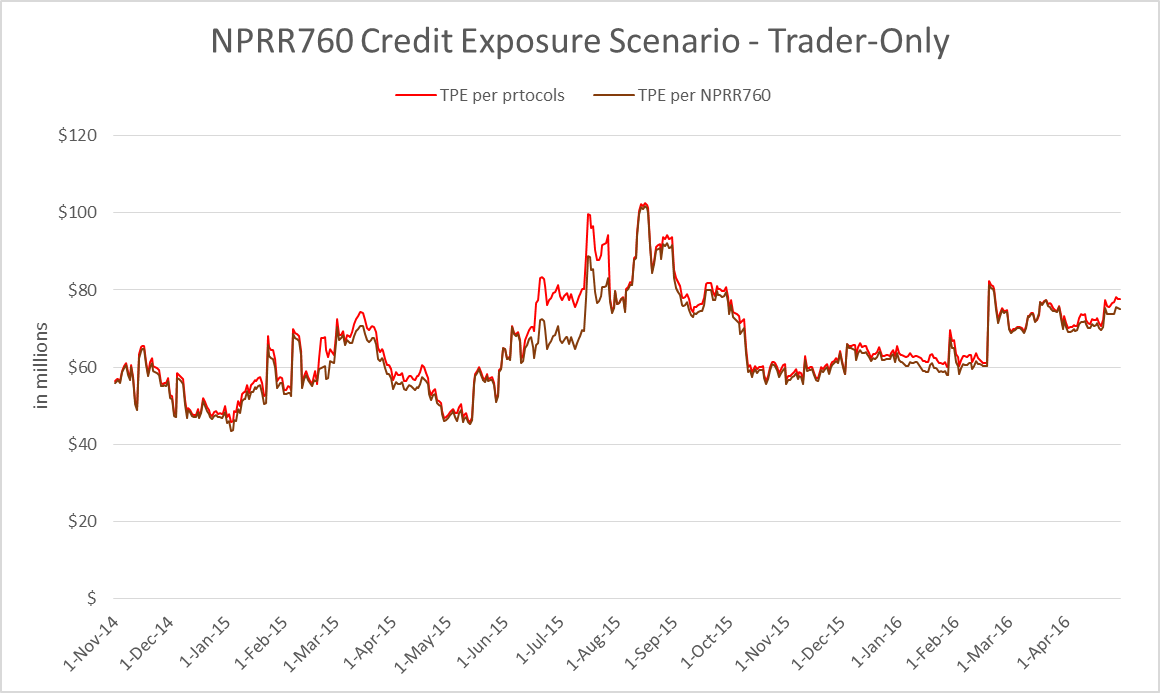 NPRR760 Credit Exposure Scenario - Trader-Only
TPE per prtocols
TPE per NPRR760
in millions
$120
$100
$80
$60
$40
$20
$
1-Nov-14
1-Dec-14
1-Jan-15
1-Feb-15
1-Mar-15
1-Apr-15
1-May-15
1-Jun-15
1-Jul-15
1-Aug-15
1-Sep-15
1-Oct-15
1-Nov-15
1-Dec-15
1-Jan-16
1-Feb-16
1-Mar-16
1-Apr-16